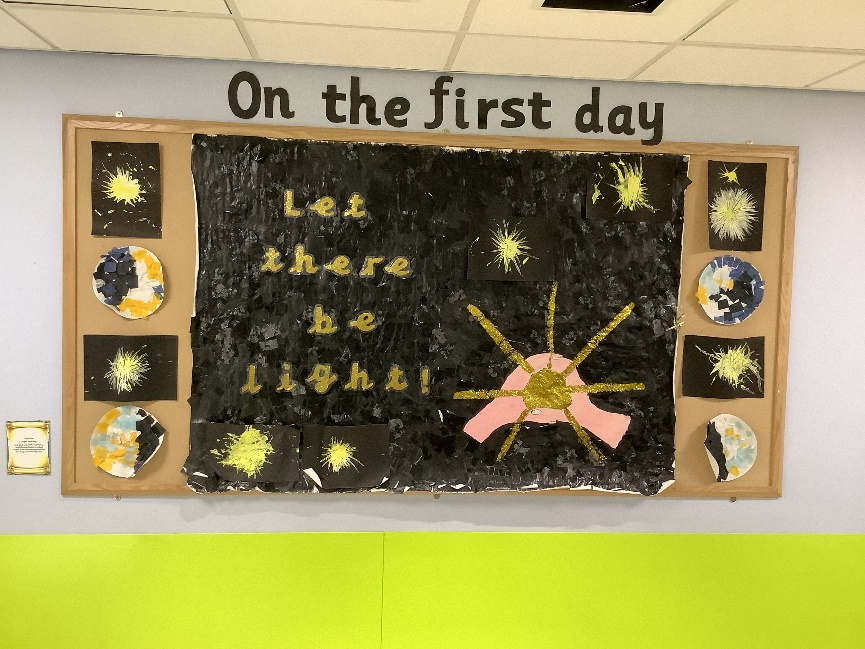 On the first day
Let
there
be
light!